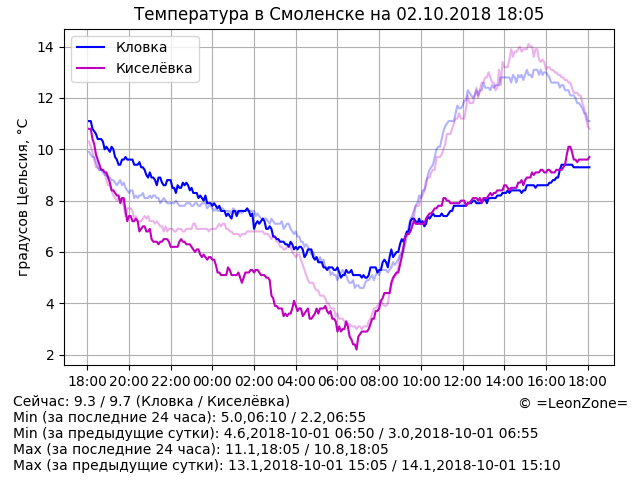 Температура в Смоленске на 02.10.2018 18:05
Кловка
Киселёвка
градусов Цельсия, °C
14
12
10
8
6
4
2
18:00 20:00 22:00 00:00 02:00 04:00 06:00 08:00 10:00 12:00 14:00 16:00 18:00
Сейчас: 9.3 / 9.7 (Кловка / Киселёвка)
© =LeonZone=
Min (за последние 24 часа): 5.0,06:10 / 2.2,06:55
Min (за предыдущие сутки): 4.6,2018-10-01 06:50 / 3.0,2018-10-01 06:55
Max (за последние 24 часа): 11.1,18:05 / 10.8,18:05
Max (за предыдущие сутки): 13.1,2018-10-01 15:05 / 14.1,2018-10-01 15:10